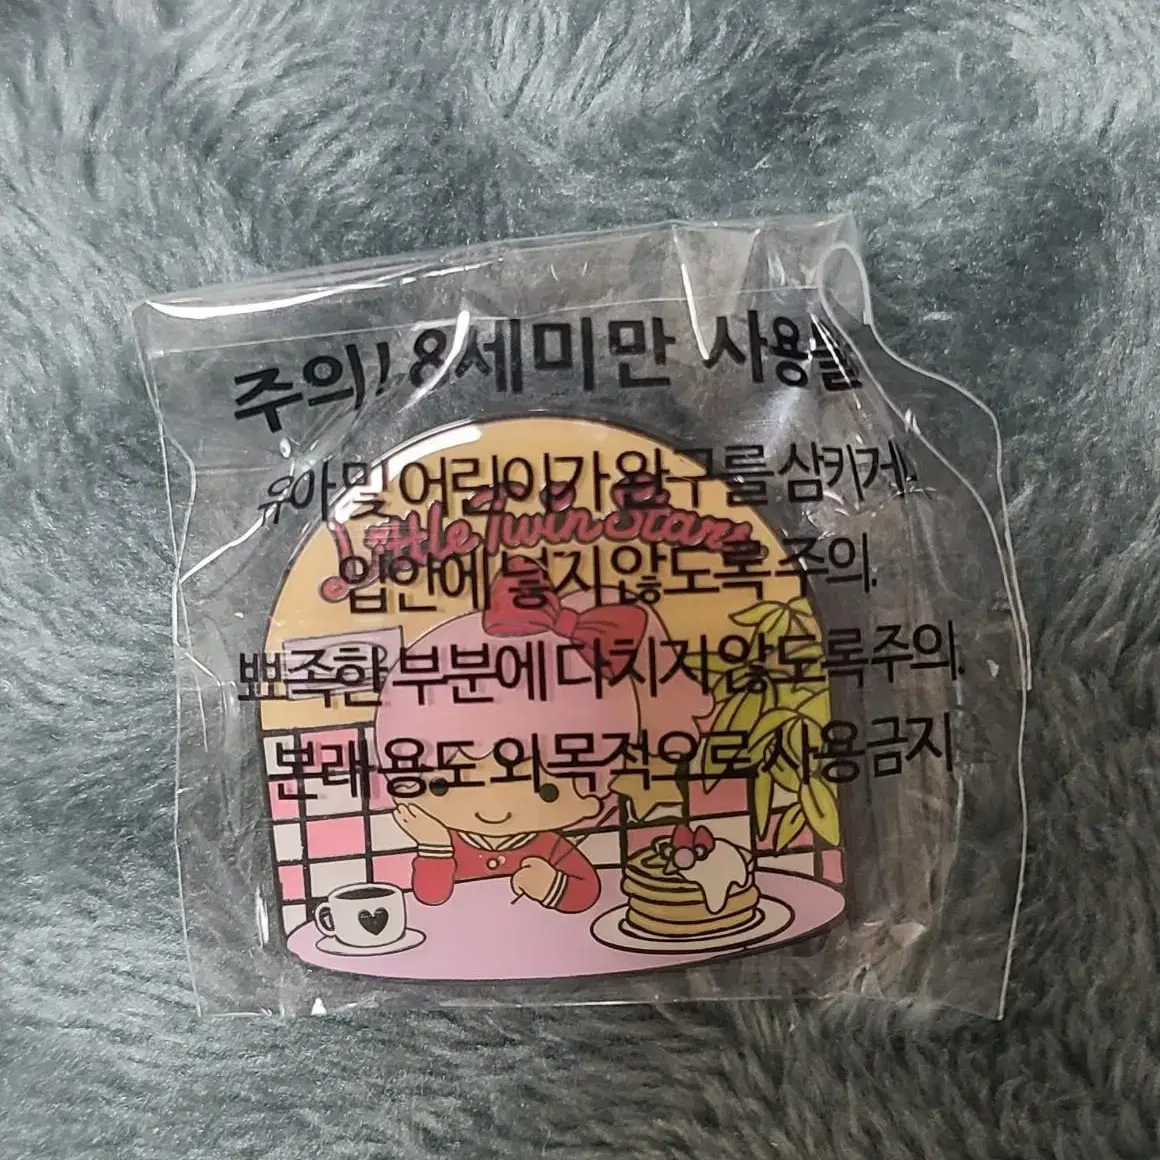 주의! 8세미만 사용불
유아 및 어린이가 완구를 삼키거나
Little Twin Stars
입안에 넣지 않도록 주의.
뾰족한 부분에 다치지 않도록 주의.
본래 용도 외 목적으로 사용금지